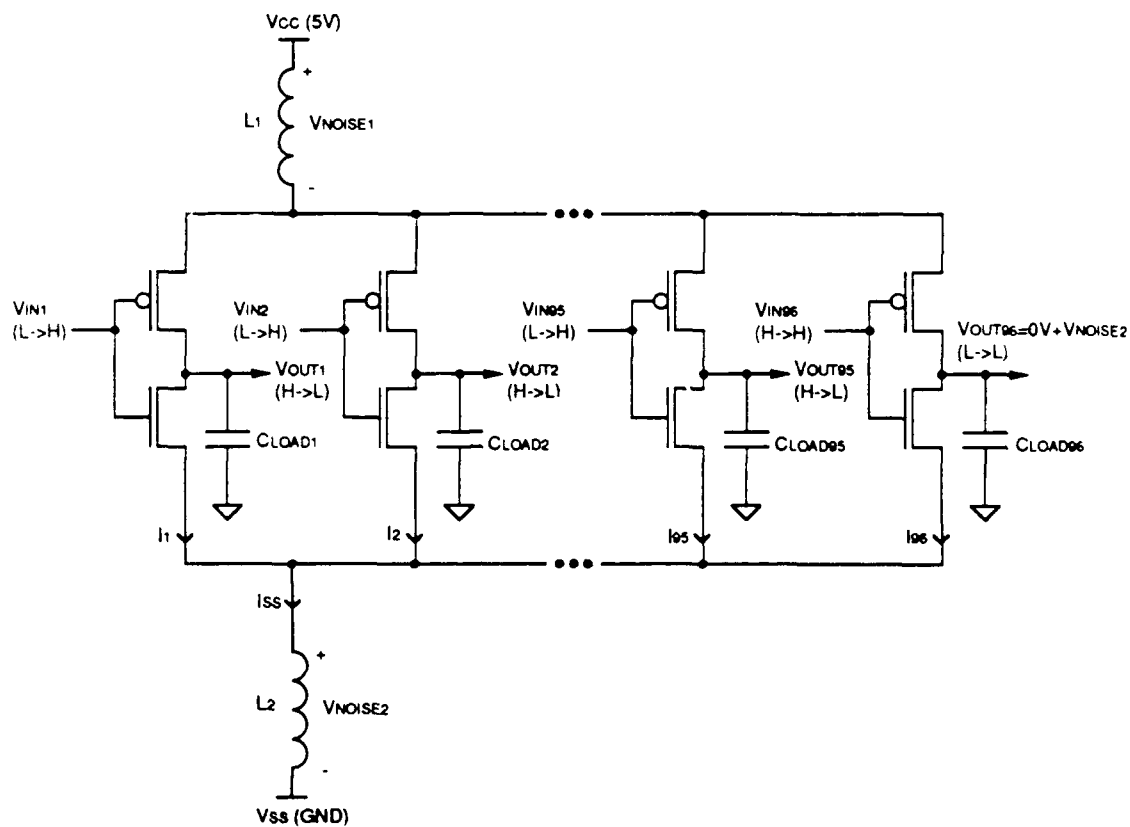 VCC (5V)
+
L1 VNOISE1
-
VIN1
(L->H)
VIN2
(L->H)
VIN95
(L->H)
VIN96
(H->H)
VOUT96=0V+VNOISE2
(L->L)
VOUT1
(H->L)
VOUT2
(H->L)
VOUT95
(H->L)
CLOAD1
CLOAD2
CLOAD95
CLOAD96
I1
I2
I95
I96
ISS
+
L2 VNOISE2
-
VSS (GND)